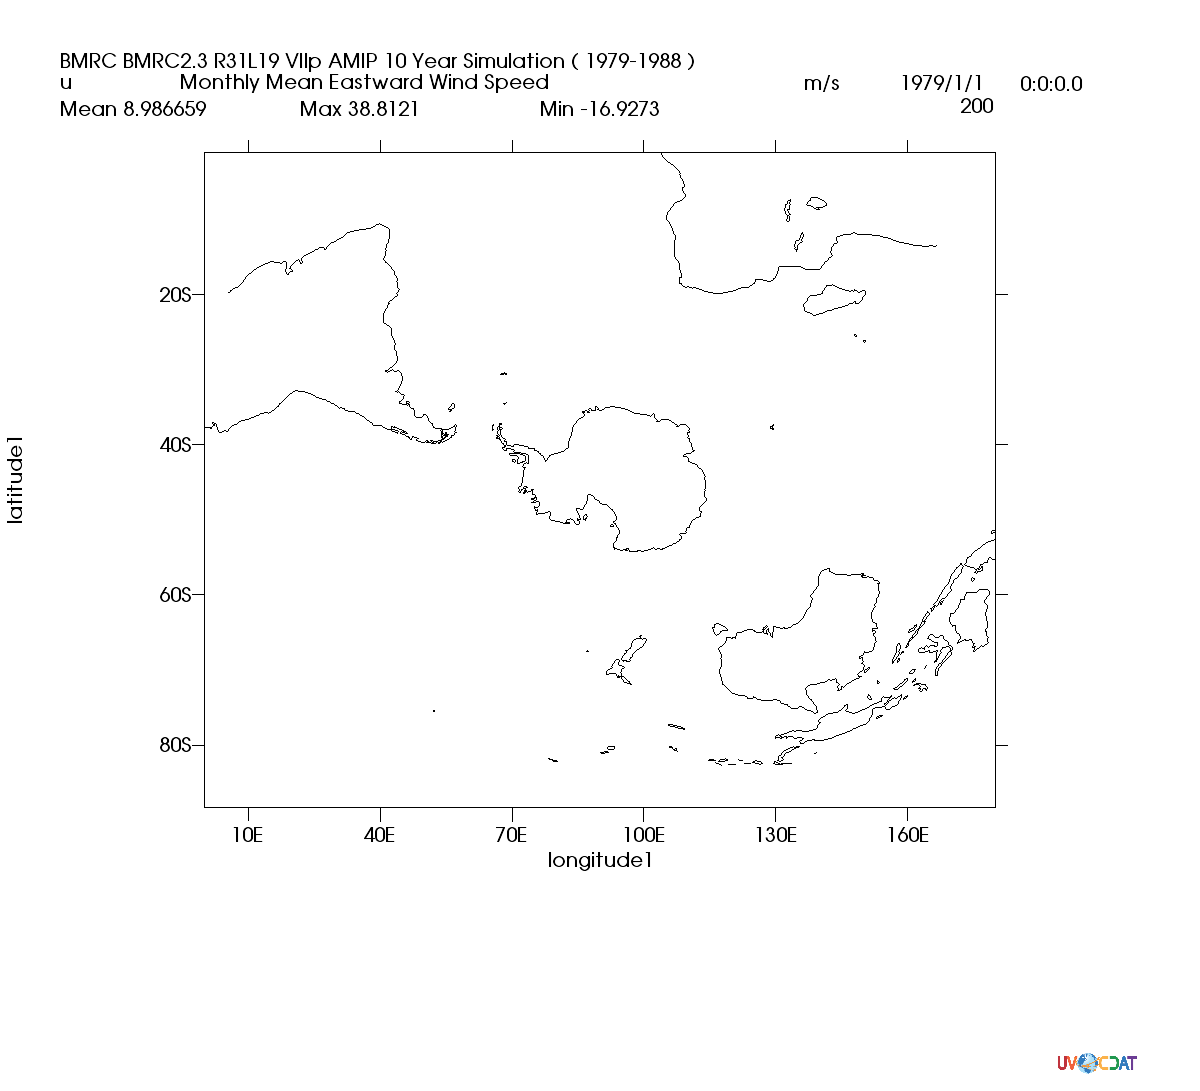 BMRC BMRC2.3 R31L19 VIIp AMIP 10 Year Simulation ( 1979-1988 )
u Monthly Mean Eastward Wind Speed m/s 1979/1/1 0:0:0.0
Mean 8.986659 Max 38.8121 Min -16.9273 200
20S
40S
latitude1
60S
80S
10E 40E 70E 100E 130E 160E
longitude1
UV CDAT